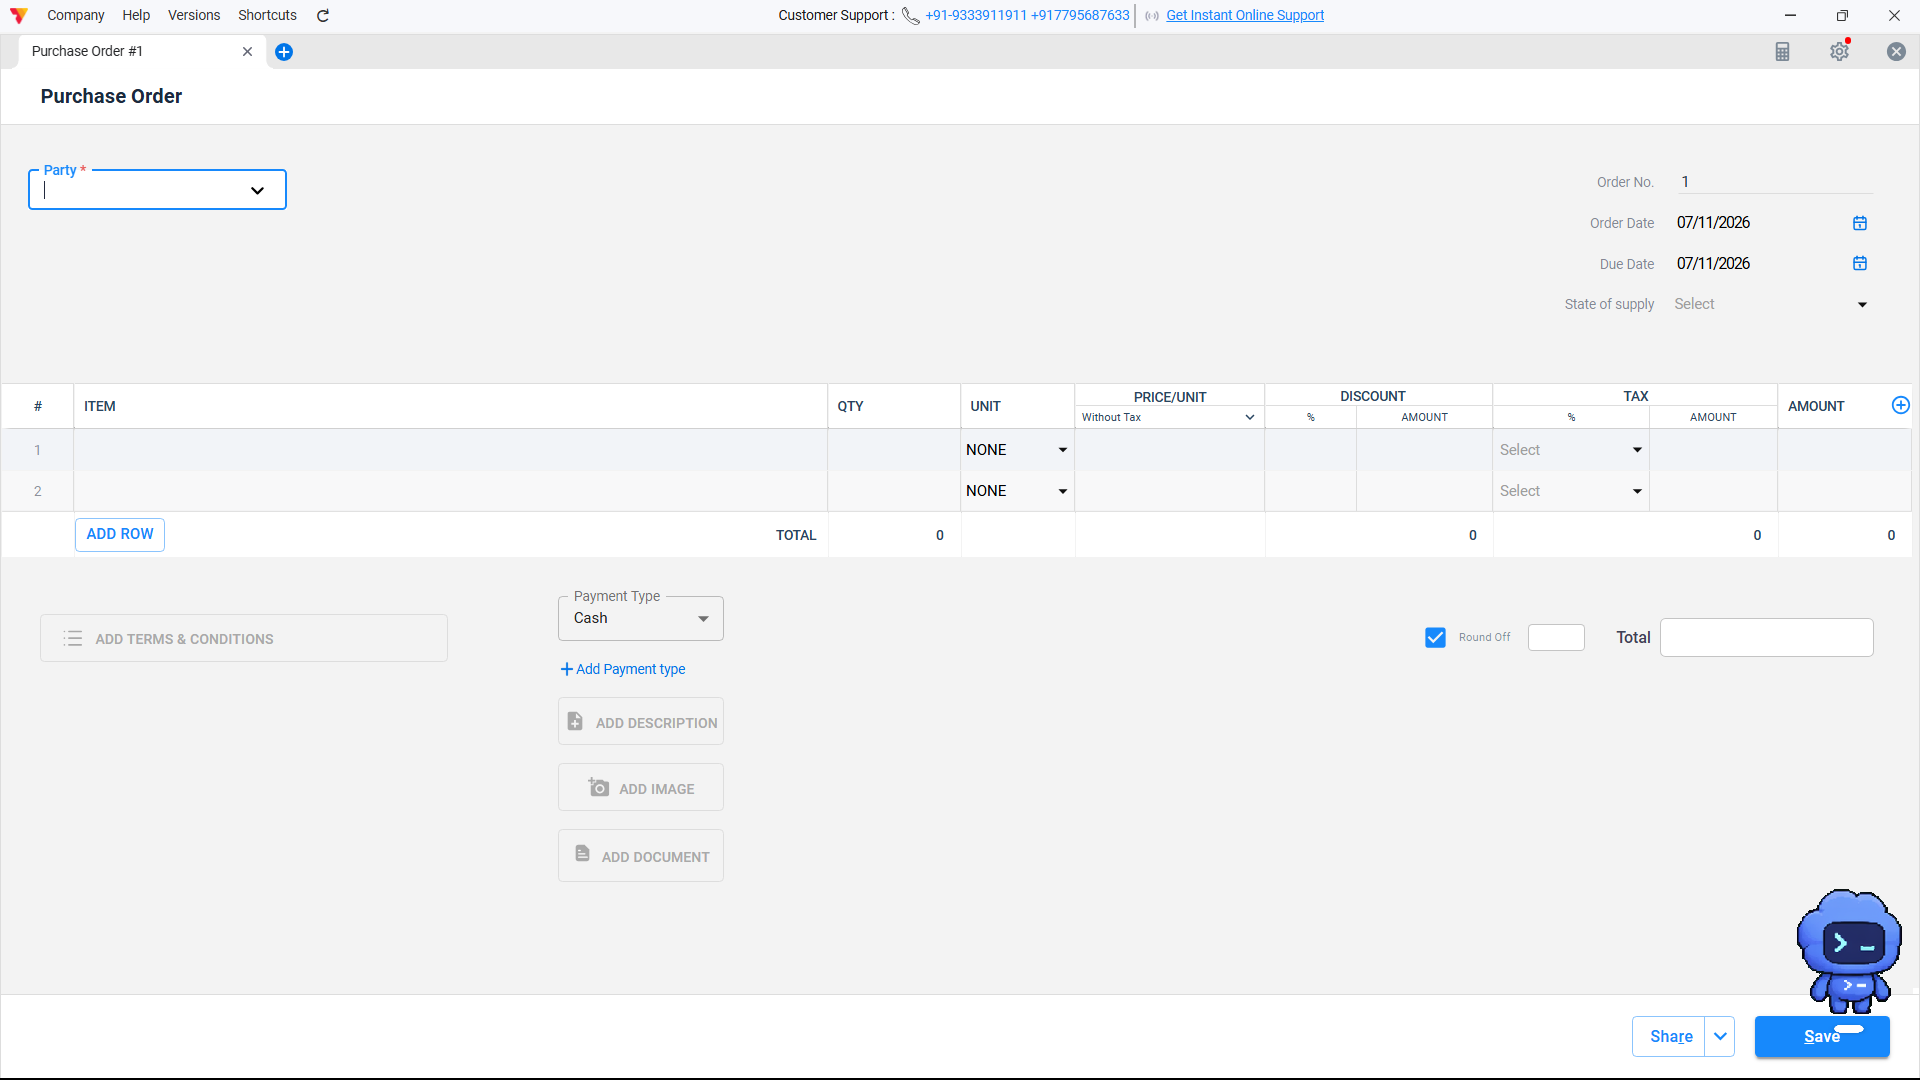 Company Help Versions Shortcuts
Customer Support : +91-9333911911 +917795687633 Get Instant Online Support
Purchase Order #1
Purchase Order
Party *
Order No. 1
Order Date 07/11/2026
Due Date 07/11/2026
State of supply Select
# ITEM QTY UNIT PRICE/UNIT DISCOUNT TAX AMOUNT
Without Tax % AMOUNT % AMOUNT
1 NONE Select
2 NONE Select
ADD ROW TOTAL 0 0 0 0
Payment Type
Cash
ADD TERMS & CONDITIONS
Round Off Total
Add Payment type
ADD DESCRIPTION
ADD IMAGE
ADD DOCUMENT
Share Save